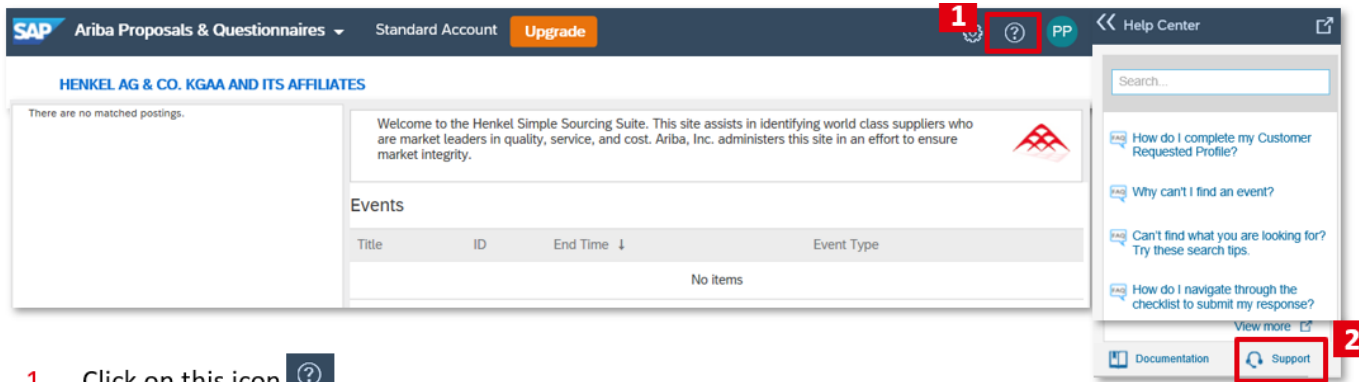 SAP Ariba Proposals & Questionnaires Standard Account Upgrade 1 ? PP
HENKEL AG & CO. KGAA AND ITS AFFILIATES
There are no matched postings.
Welcome to the Henkel Simple Sourcing Suite. This site assists in identifying world class suppliers who
are market leaders in quality, service, and cost. Ariba, Inc. administers this site in an effort to ensure
market integrity.
Events
Title ID End Time ↓ Event Type
No items
Help Center
Search...
FAQ How do I complete my Customer
Requested Profile?
FAQ Why can't I find an event?
FAQ Can't find what you are looking for?
Try these search tips.
FAQ How do I navigate through the
checklist to submit my response?
View more
2
Documentation Support
1. Click on this icon ?